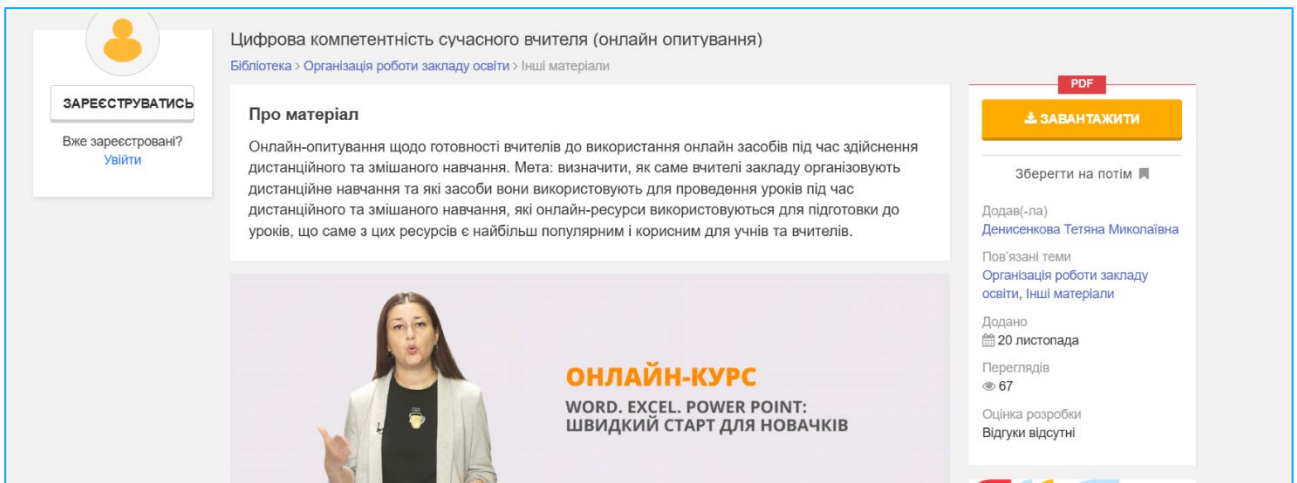 Цифрова компетентність сучасного вчителя (онлайн опитування)
Бібліотека > Організація роботи закладу освіти > Інші матеріали
ЗАРЕЄСТРУВАТИСЬ
Вже зареєстровані?
Увійти
Про матеріал
Онлайн-опитування щодо готовності вчителів до використання онлайн засобів під час здійснення
дистанційного та змішаного навчання. Мета: визначити, як саме вчителі закладу організовують
дистанційне навчання та які засоби вони використовують для проведення уроків під час
дистанційного та змішаного навчання, які онлайн-ресурси використовуються для підготовки до
уроків, що саме з цих ресурсів є найбільш популярним і корисним для учнів та вчителів.
ОНЛАЙН-КУРС
WORD. EXCEL. POWER POINT:
ШВИДКИЙ СТАРТ ДЛЯ НОВАЧКІВ
PDF
ЗАВАНТАЖИТИ
Зберегти на потім
Додав(-ла)
Денисенкова Тетяна Миколаївна
Пов'язані теми
Організація роботи закладу
освіти, Інші матеріали
Додано
20 листопада
Переглядів
67
Оцінка розробки
Відгуки відсутні